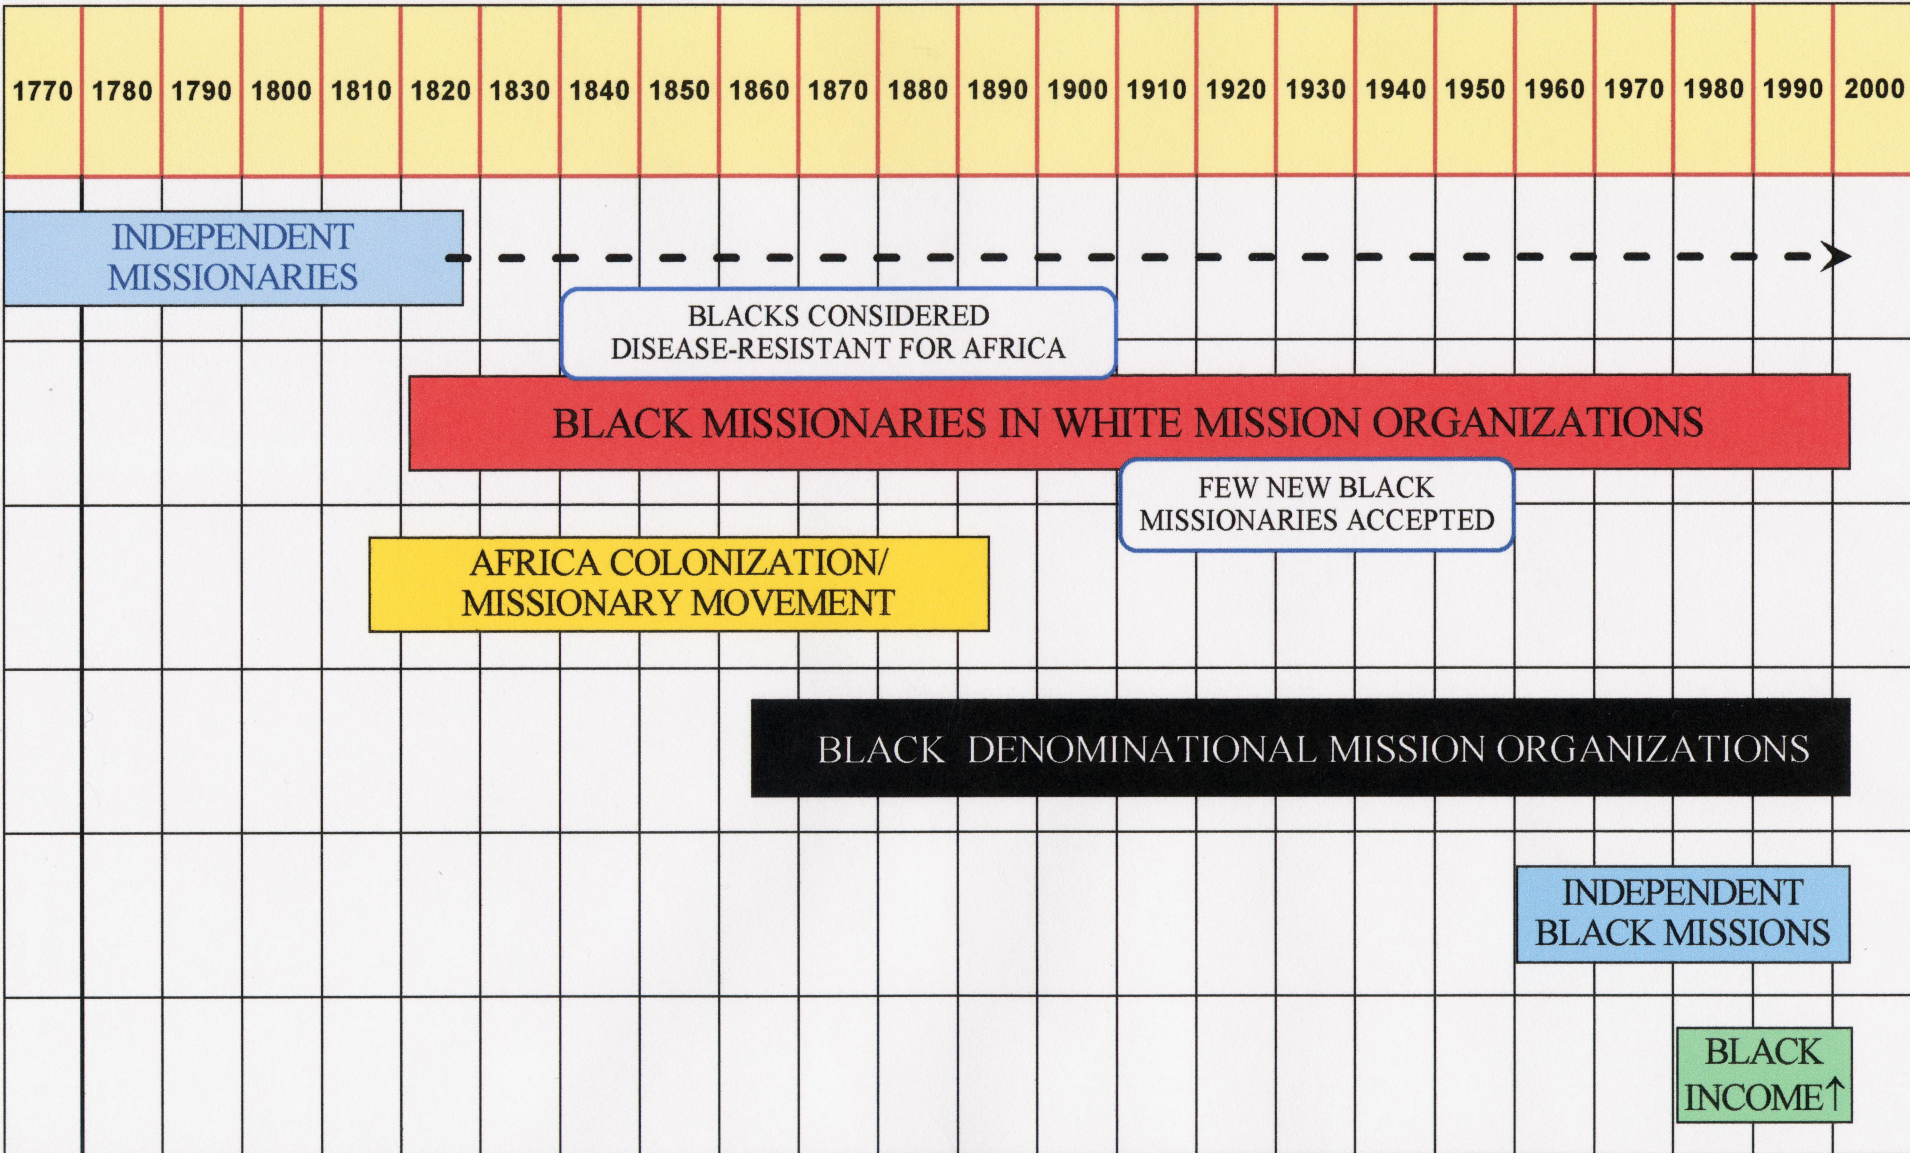 1770 1780 1790 1800 1810 1820 1830 1840 1850 1860 1870 1880 1890 1900 1910 1920 1930 1940 1950 1960 1970 1980 1990 2000
INDEPENDENT
MISSIONARIES
BLACKS CONSIDERED
DISEASE-RESISTANT FOR AFRICA
BLACK MISSIONARIES IN WHITE MISSION ORGANIZATIONS
FEW NEW BLACK
MISSIONARIES ACCEPTED
AFRICA COLONIZATION/
MISSIONARY MOVEMENT
BLACK DENOMINATIONAL MISSION ORGANIZATIONS
INDEPENDENT
BLACK MISSIONS
BLACK
INCOME↑